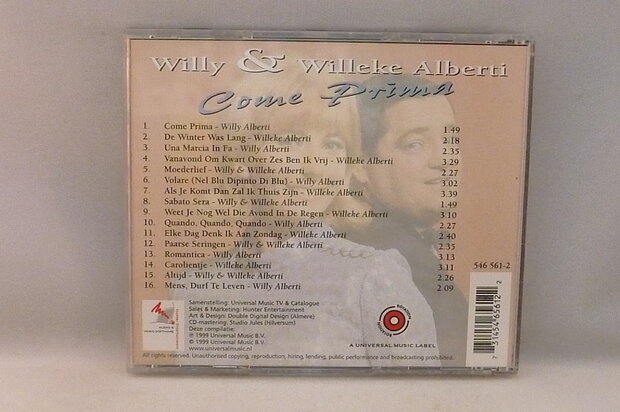 Willy & Willeke Alberti
Come Prima
1. Come Prima - Willy Alberti 1.49
2. De Winter Was Lang - Willeke Alberti 2.18
3. Una Marcia In Fa - Willy Alberti 2.35
4. Vanavond Om Kwart Over Zes Ben Ik Vrij - Willeke Alberti 3.29
5. Moederlief - Willy & Willeke Alberti 2.27
6. Volare (Nel Blu Dipinto Di Blu) - Willy Alberti 3.02
7. Als Je Komt Dan Zal Ik Thuis Zijn - Willeke Alberti 3.39
8. Sabato Sera - Willy & Willeke Alberti 1.49
9. Weet Je Nog Wel Die Avond In De Regen - Willeke Alberti 3.10
10. Quando, Quando, Quando - Willy Alberti 2.27
11. Elke Dag Denk Ik Aan Zondag - Willeke Alberti 2.40
12. Paarse Seringen - Willy & Willeke Alberti 2.35
13. Romantica - Willy Alberti 3.13
14. Carolientje - Willeke Alberti 3.11
15. Altijd - Willy & Willeke Alberti 2.26
16. Mens, Durf Te Leven - Willy Alberti 2.09
546 561-2
Samenstelling: Universal Music TV & Catalogue
Sales & Marketing: Hunter Entertainment
Art & Design: Double Digital Design (Almere)
CD-mastering: Studio Jules (Hilversum)
Deze compilatie:
℗ 1999 Universal Music B.V.
© 1999 Universal Music B.V.
www.universalmusic.nl
A UNIVERSAL MUSIC LABEL
7 31454 65612 2
All rights reserved. Unauthorised copying, reproduction, hiring, lending, public performance and broadcasting prohibited.